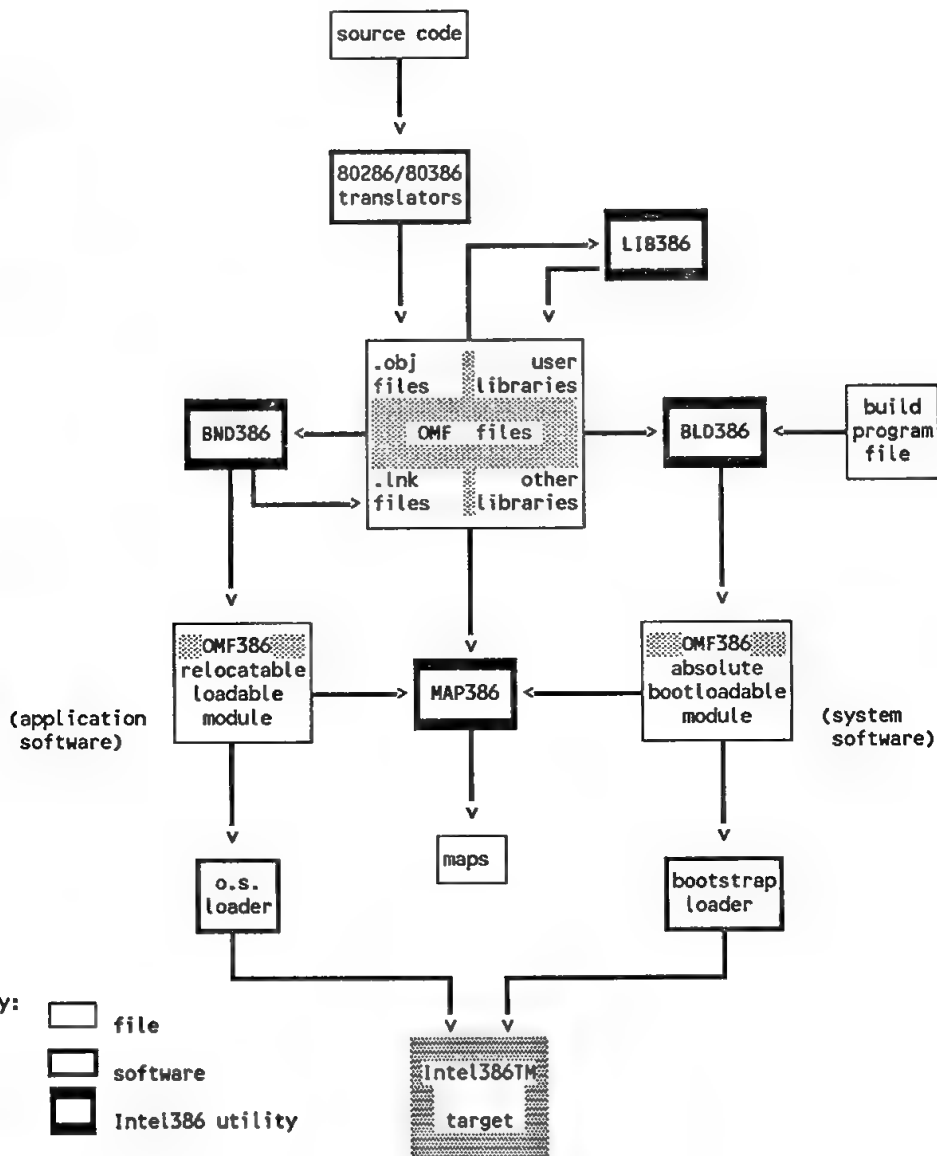 source code
80286/80386
translators
LIB386
.obj
files
user
libraries
OMF files
.lnk
files
other
libraries
BND386
BLD386
build
program
file
OMF386
relocatable
loadable
module
(application
software)
MAP386
OMF386
absolute
bootloadable
module
(system
software)
maps
o.s.
loader
bootstrap
loader
y:
file
software
Intel386 utility
Intel386TM
target